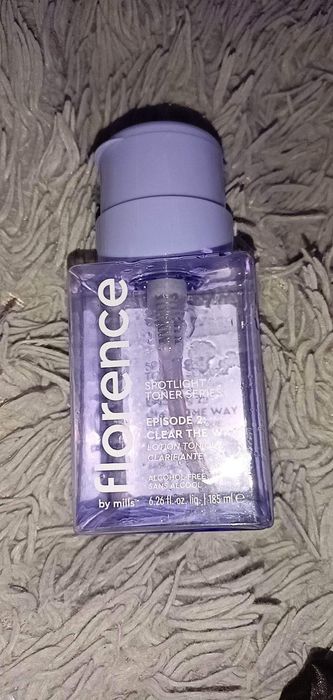 florence
by mills™
SPOTLIGHT
TONER SERIES
EPISODE 2:
CLEAR THE WAY
LOTION TONIQUE
CLARIFIANTE
ALCOHOL-FREE
SANS ALCOOL
6.26 fl. oz. liq. | 185 ml ℮